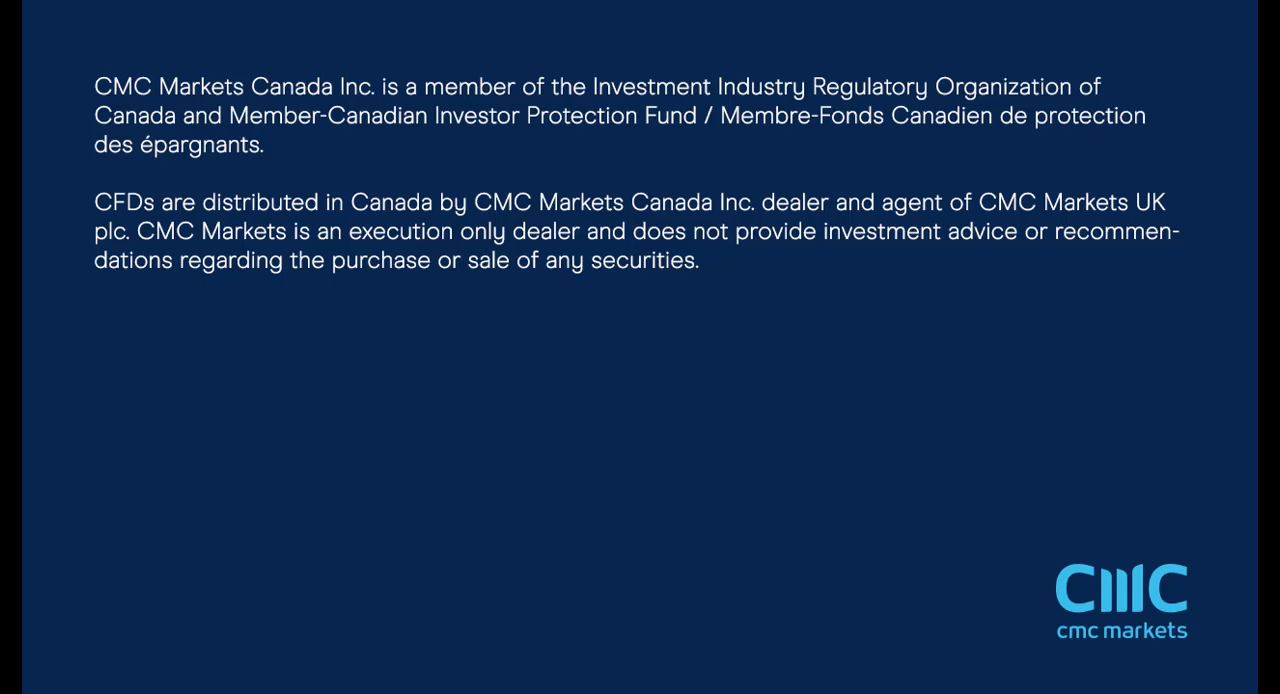 CMC Markets Canada Inc. is a member of the Investment Industry Regulatory Organization of
Canada and Member-Canadian Investor Protection Fund / Membre-Fonds Canadien de protection
des épargnants.
CFDs are distributed in Canada by CMC Markets Canada Inc. dealer and agent of CMC Markets UK
plc. CMC Markets is an execution only dealer and does not provide investment advice or recommen-
dations regarding the purchase or sale of any securities.
CMC
cmc markets